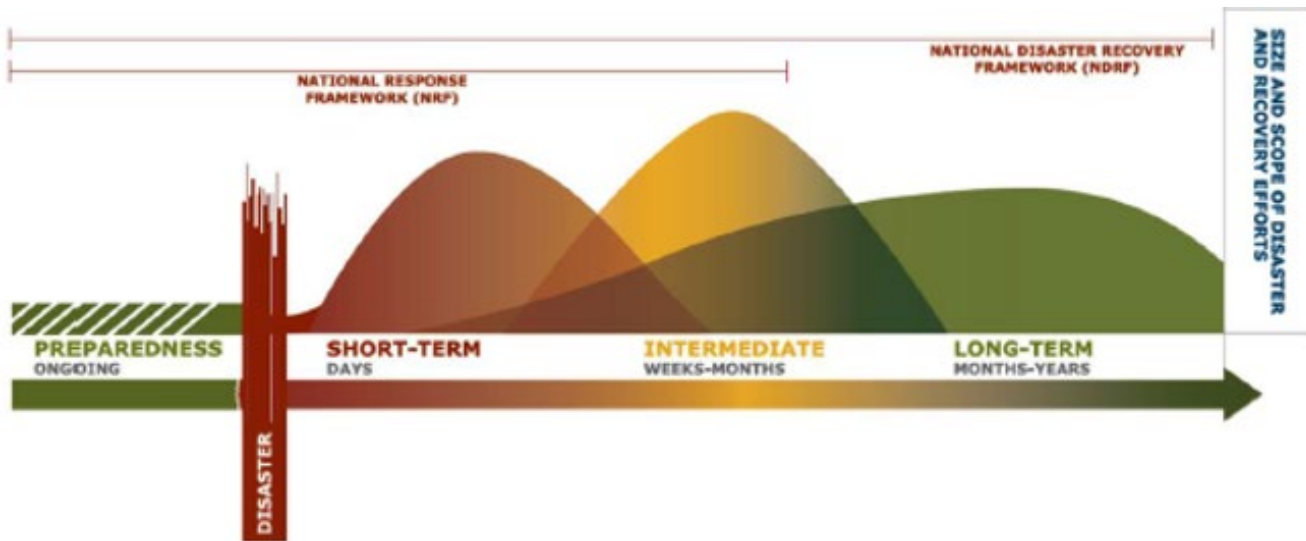 NATIONAL DISASTER RECOVERY
FRAMEWORK (NDRF)
NATIONAL RESPONSE
FRAMEWORK (NRF)
SIZE AND SCOPE OF DISASTER
AND RECOVERY EFFORTS
PREPAREDNESS
ONGOING
SHORT-TERM
DAYS
INTERMEDIATE
WEEKS-MONTHS
LONG-TERM
MONTHS-YEARS
DISASTER